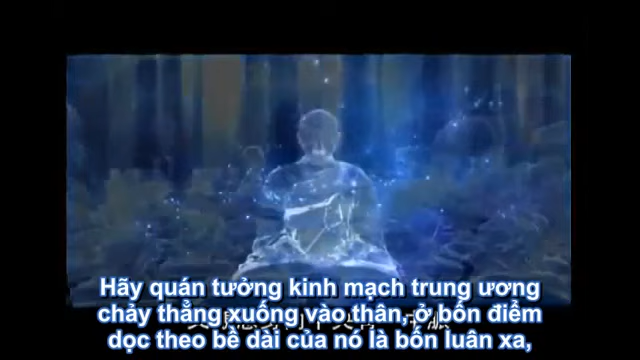 Hãy quán tưởng kinh mạch trung ương
chảy thẳng xuống vào thân, ở bốn điểm
dọc theo bề dài của nó là bốn luân xa,